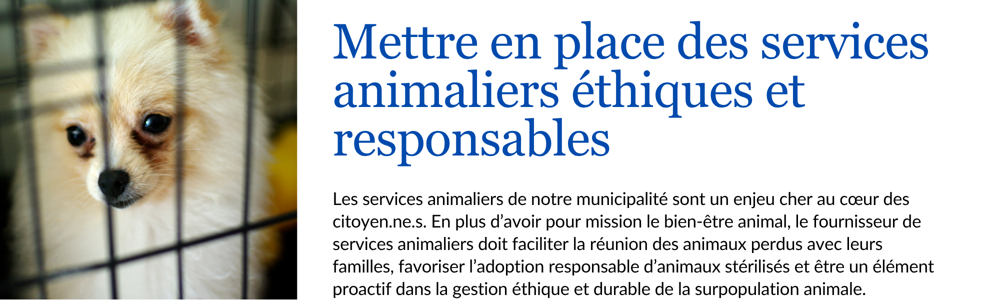 Mettre en place des services
animaliers éthiques et
responsables
Les services animaliers de notre municipalité sont un enjeu cher au cœur des
citoyen.ne.s. En plus d’avoir pour mission le bien-être animal, le fournisseur de
services animaliers doit faciliter la réunion des animaux perdus avec leurs
familles, favoriser l’adoption responsable d’animaux stérilisés et être un élément
proactif dans la gestion éthique et durable de la surpopulation animale.